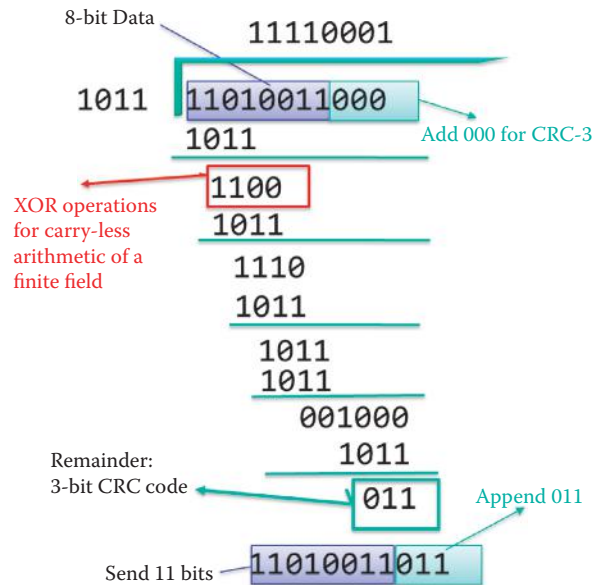 8-bit Data
11110001
1011 11010011000
Add 000 for CRC-3
1011
1100
XOR operations
for carry-less
arithmetic of a
finite field
1011
1110
1011
1011
1011
001000
1011
Remainder:
3-bit CRC code
011
Append 011
11010011011
Send 11 bits